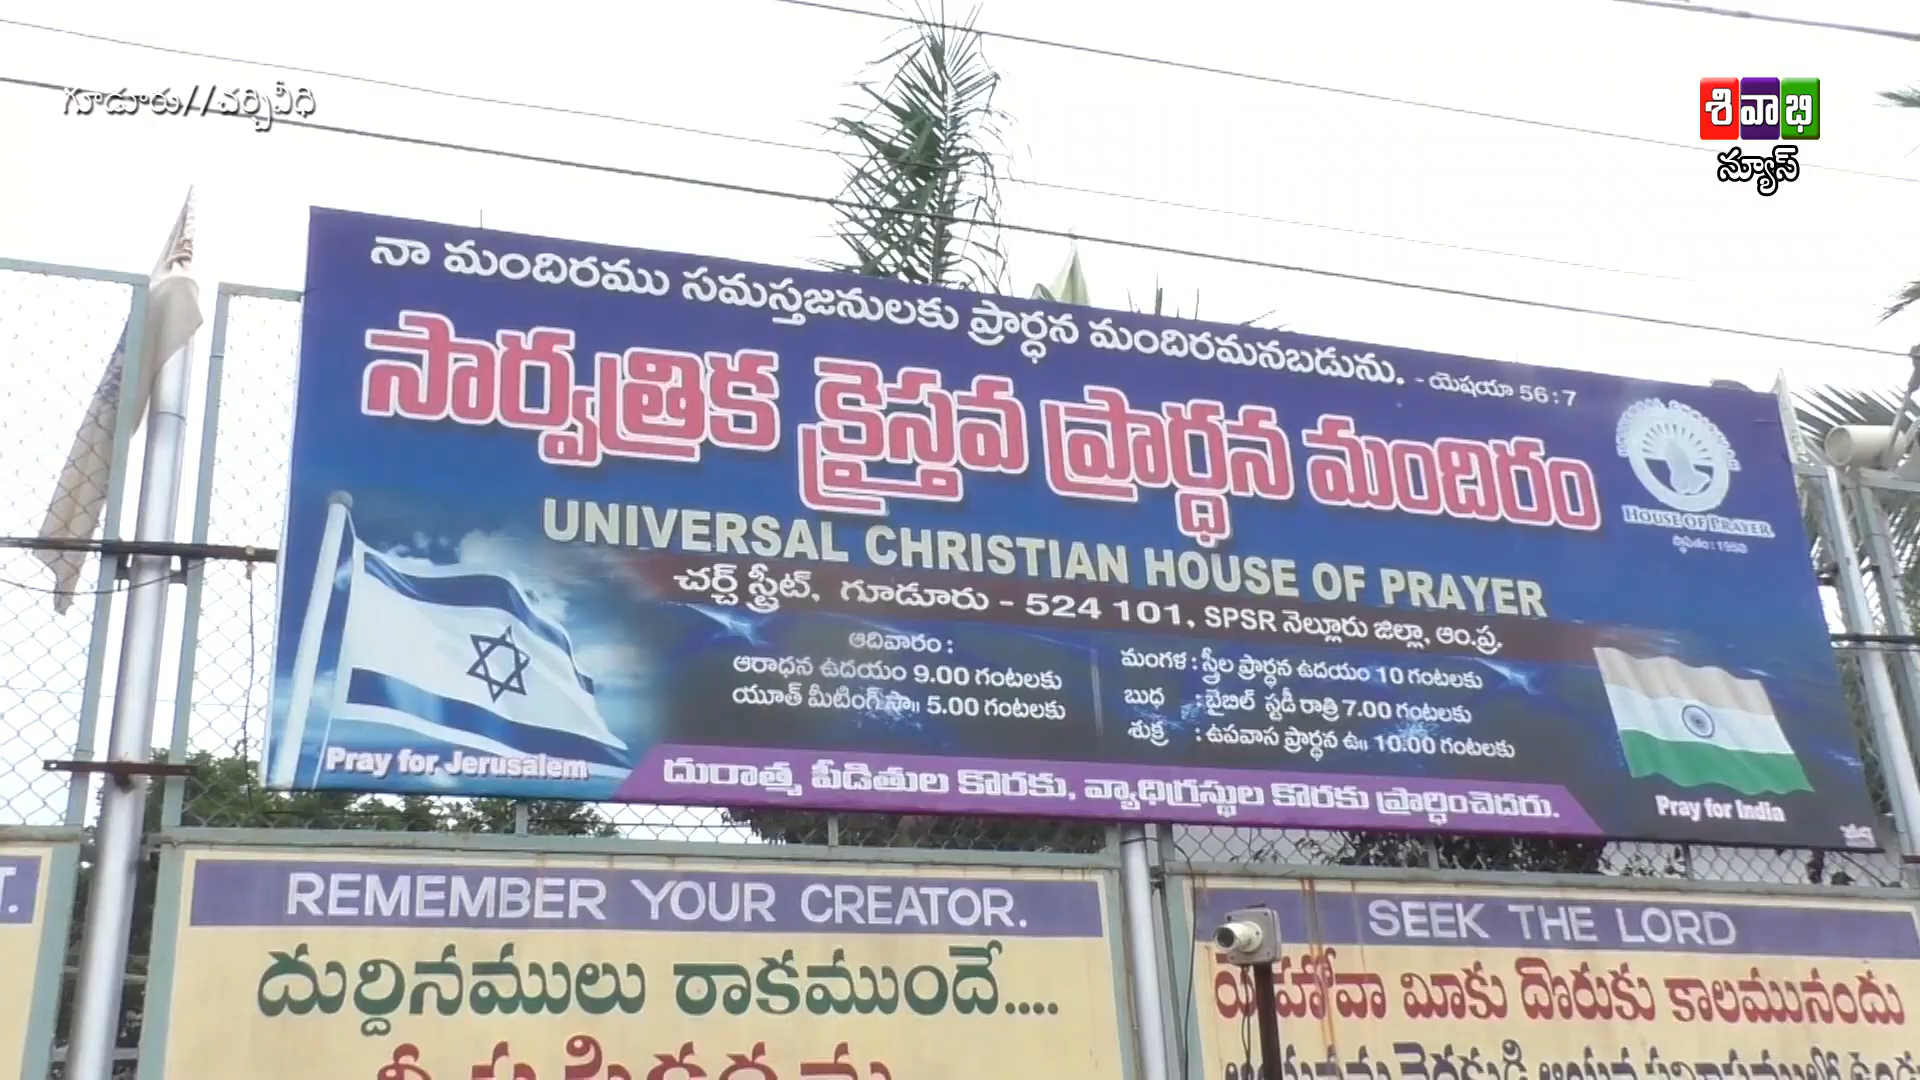 గూడూరు//చర్చివీధి
శివాభి
న్యూస్
నా మందిరము సమస్తజనులకు ప్రార్ధన మందిరమనబడును. - యెషయా 56:7
సార్వత్రిక క్రైస్తవ ప్రార్థన మందిరం
HOUSE OF PRAYER
స్థాపితం : 1950
UNIVERSAL CHRISTIAN HOUSE OF PRAYER
చర్చ్ స్ట్రీట్, గూడూరు - 524 101, SPSR నెల్లూరు జిల్లా, ఆం.ప్ర.
ఆదివారం :
ఆరాధన ఉదయం 9.00 గంటలకు
యూత్ మీటింగ్ సా॥ 5.00 గంటలకు
మంగళ : స్త్రీల ప్రార్థన ఉదయం 10 గంటలకు
బుధ : బైబిల్ స్టడీ రాత్రి 7.00 గంటలకు
శుక్ర : ఉపవాస ప్రార్థన ఉ॥ 10.00 గంటలకు
Pray for Jerusalem
దురాత్మ పీడితుల కొరకు, వ్యాధిగ్రస్థుల కొరకు ప్రార్ధించెదరు.
Pray for India
T.
REMEMBER YOUR CREATOR.
దుర్దినములు రాకముందే....
SEEK THE LORD
యెహోవా మీకు దొరుకు కాలమునందు